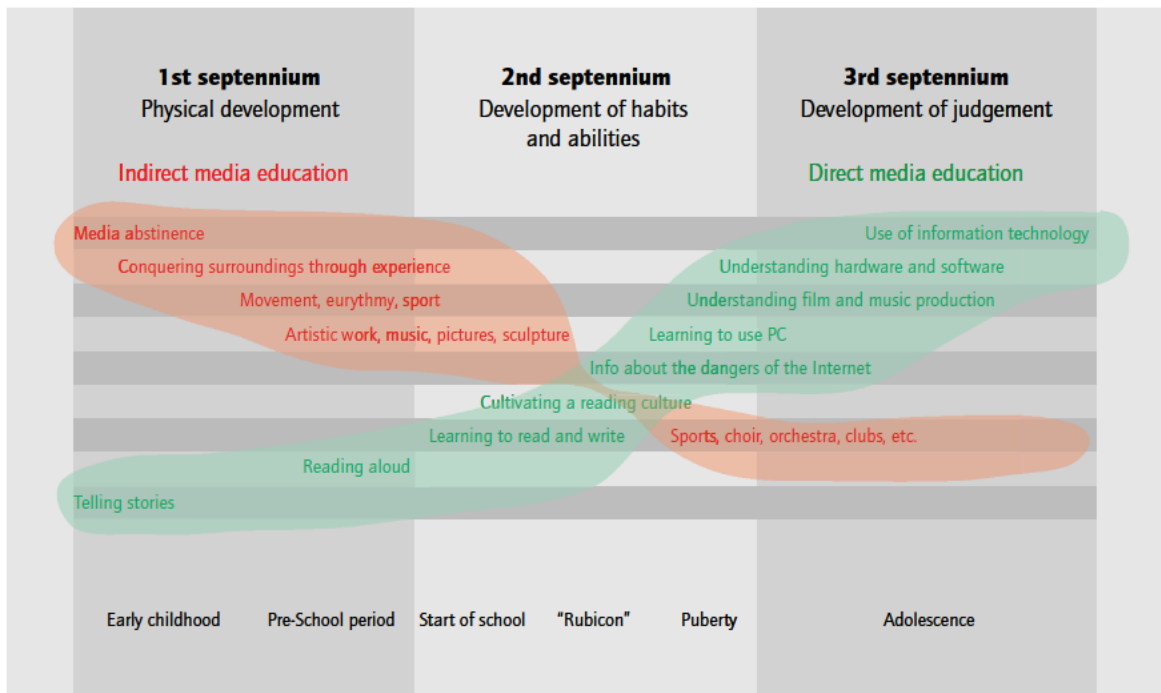 1st septennium
Physical development
2nd septennium
Development of habits
and abilities
3rd septennium
Development of judgement
Indirect media education
Direct media education
Media abstinence
Use of information technology
Conquering surroundings through experience
Understanding hardware and software
Movement, eurythmy, sport
Understanding film and music production
Artistic work, music, pictures, sculpture
Learning to use PC
Info about the dangers of the Internet
Cultivating a reading culture
Learning to read and write
Sports, choir, orchestra, clubs, etc.
Reading aloud
Telling stories
Early childhood
Pre-School period
Start of school
“Rubicon”
Puberty
Adolescence